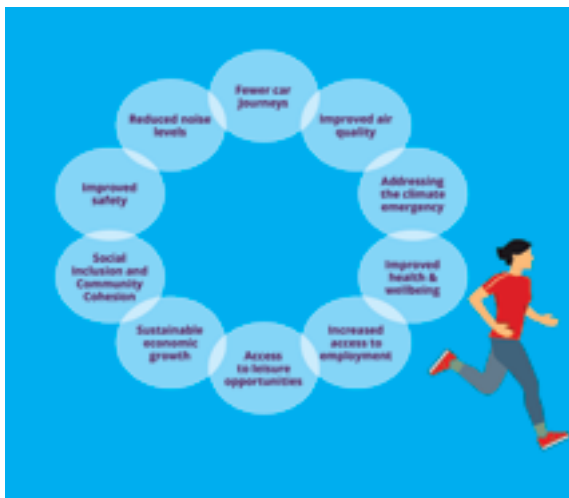 Fewer car
journeys
Improved air
quality
Addressing
the climate
emergency
Improved
health &
wellbeing
Increased
access to
employment
Access
to leisure
opportunities
Sustainable
economic
growth
Social
Inclusion and
Community
Cohesion
Improved
safety
Reduced noise
levels